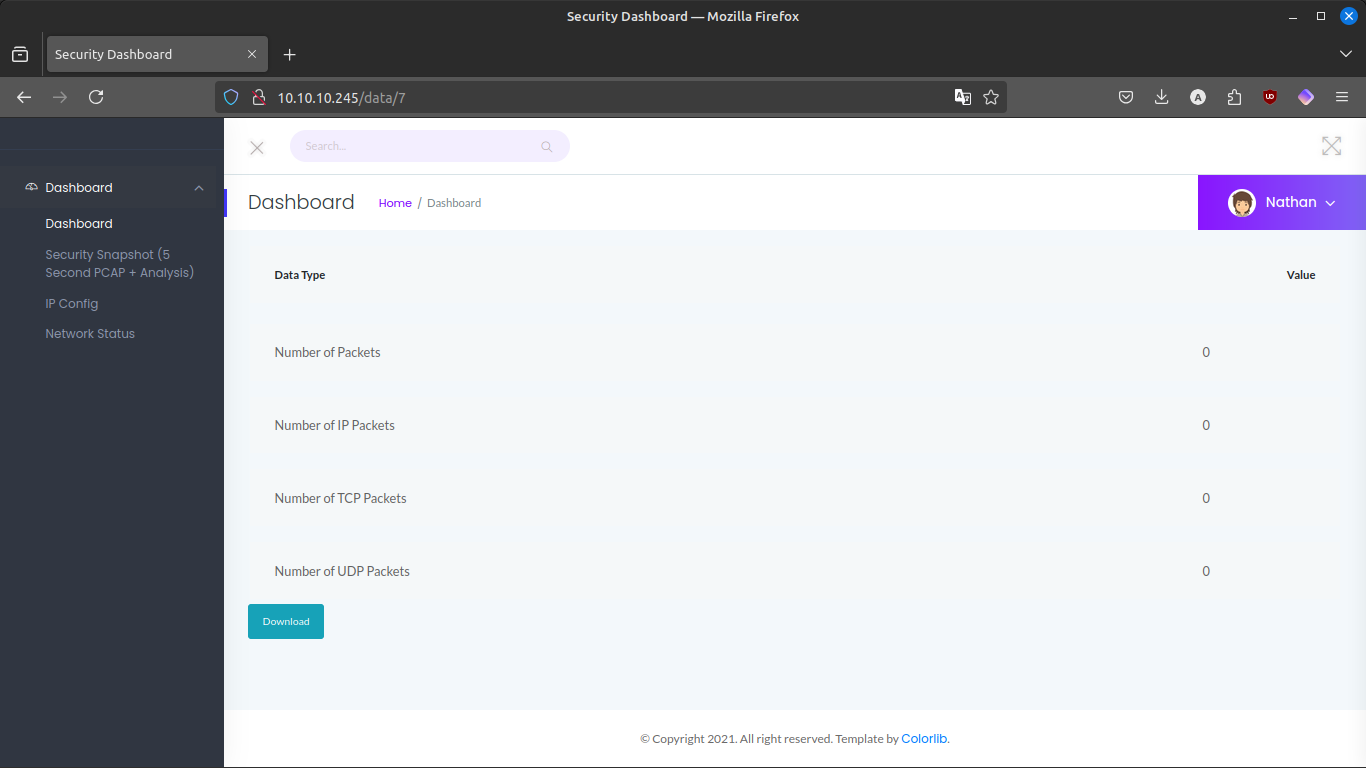 Security Dashboard — Mozilla Firefox
Security Dashboard
10.10.10.245/data/7
Search...
Dashboard
Dashboard
Security Snapshot (5
Second PCAP + Analysis)
IP Config
Network Status
Dashboard Home / Dashboard
Nathan
Data Type Value
Number of Packets 0
Number of IP Packets 0
Number of TCP Packets 0
Number of UDP Packets 0
Download
© Copyright 2021. All right reserved. Template by Colorlib.